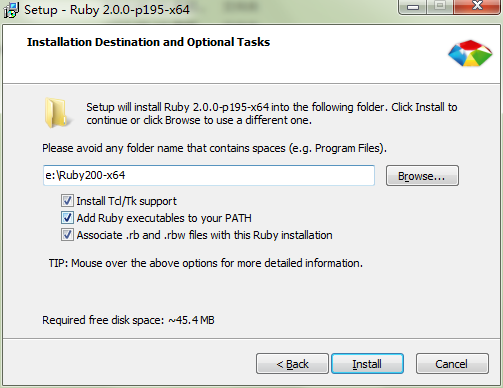 Setup - Ruby 2.0.0-p195-x64
Installation Destination and Optional Tasks
Setup will install Ruby 2.0.0-p195-x64 into the following folder. Click Install to
continue or click Browse to use a different one.
Please avoid any folder name that contains spaces (e.g. Program Files).
e:\Ruby200-x64
Browse...
Install Tcl/Tk support
Add Ruby executables to your PATH
Associate .rb and .rbw files with this Ruby installation
TIP: Mouse over the above options for more detailed information.
Required free disk space: ~45.4 MB
< Back
Install
Cancel